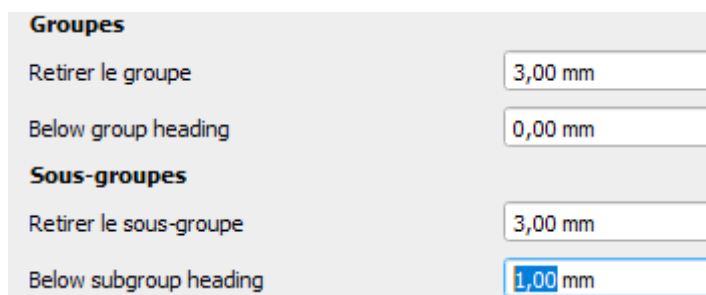 Groupes
Retirer le groupe 3,00 mm
Below group heading 0,00 mm
Sous-groupes
Retirer le sous-groupe 3,00 mm
Below subgroup heading 1,00 mm